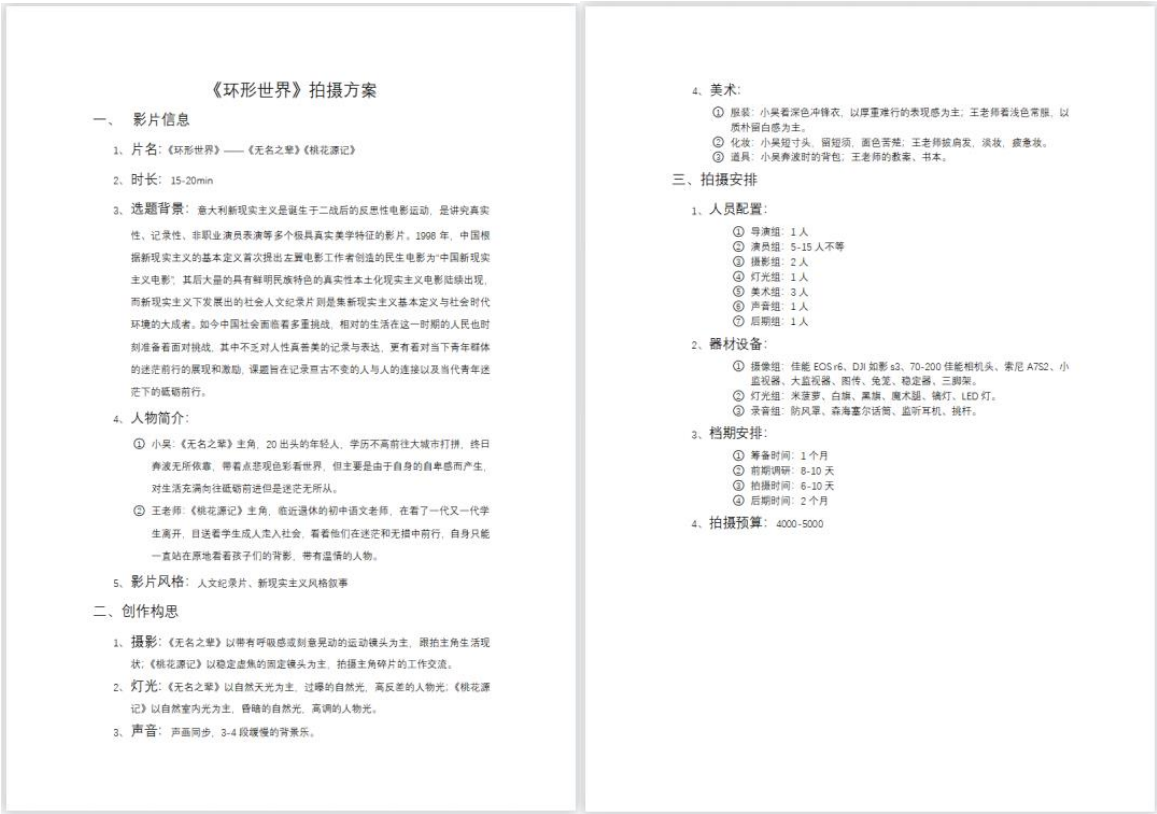 《环形世界》拍摄方案
一、 影片信息
1、片名：《环形世界》——《无名之辈》《桃花源记》
2、时长：15-20min
3、选题背景：意大利新现实主义是诞生于二战后的反思性电影运动，是讲究真实
性、记录性、非职业演员表演等多个极具真实美学特征的影片。1998 年，中国根
据新现实主义的基本定义首次提出左翼电影工作者创造的民生电影为“中国新现实
主义电影”，其后大量的具有鲜明民族特色的真实性本土化现实主义电影陆续出现，
而新现实主义下发展出的社会人文纪录片则是集新现实主义基本定义与社会时代
环境的大成者。如今中国社会面临着多重挑战，相对的生活在这一时期的人民也时
刻准备着面对挑战，其中不乏对人性真善美的记录与表达，更有着对当下青年群体
的迷茫前行的展现和激励，课题旨在记录亘古不变的人与人的连接以及当代青年迷
茫下的砥砺前行。
4、人物简介：
① 小吴：《无名之辈》主角，20 出头的年轻人，学历不高前往大城市打拼，终日
奔波无所依靠，带着点悲观色彩看世界，但主要是由于自身的自卑感而产生，
对生活充满向往砥砺前进但是迷茫无所从。
② 王老师：《桃花源记》主角，临近退休的初中语文老师，在看了一代又一代学
生离开，目送着学生成人走入社会，看着他们在迷茫和无措中前行，自身只能
一直站在原地看着孩子们的背影，带有温情的人物。
5、影片风格：人文纪录片、新现实主义风格叙事
二、创作构思
1、摄影：《无名之辈》以带有呼吸感或刻意晃动的运动镜头为主，跟拍主角生活现
状；《桃花源记》以稳定虚焦的固定镜头为主，拍摄主角碎片的工作交流。
2、灯光：《无名之辈》以自然天光为主，过曝的自然光，高反差的人物光；《桃花源
记》以自然室内光为主，昏暗的自然光，高调的人物光。
3、声音：声画同步，3-4 段缓慢的背景乐。
4、美术：
① 服装：小吴着深色冲锋衣，以厚重难行的表现感为主；王老师着浅色常服，以
质朴留白感为主。
② 化妆：小吴短寸头，留短须，面色苦楚；王老师披肩发，淡妆，疲惫妆。
③ 道具：小吴奔波时的背包；王老师的教案、书本。
三、拍摄安排
1、人员配置：
① 导演组：1 人
② 演员组：5-15 人不等
③ 摄影组：2 人
④ 灯光组：1 人
⑤ 美术组：3 人
⑥ 声音组：1 人
⑦ 后期组：1 人
2、器材设备：
① 摄像组：佳能 EOS r6、DJI 如影 s3、70-200 佳能相机头、索尼 A7S2、小
监视器、大监视器、图传、兔笼、稳定器、三脚架。
② 灯光组：米菠萝、白旗、黑旗、魔术腿、镝灯、LED 灯。
③ 录音组：防风罩、森海塞尔话筒、监听耳机、挑杆。
3、档期安排：
① 筹备时间：1 个月
② 前期调研：8-10 天
③ 拍摄时间：6-10 天
④ 后期时间：2 个月
4、拍摄预算：4000-5000